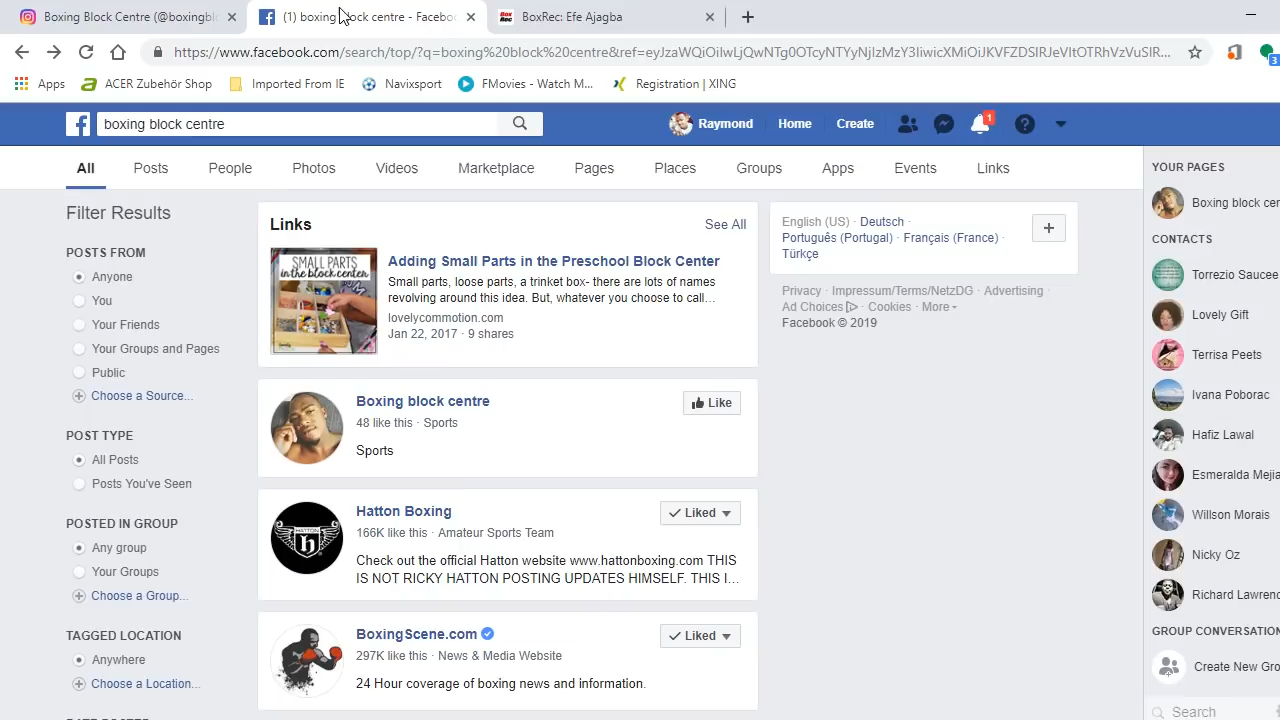 Boxing Block Centre (@boxingbl
(1) boxing block centre - Facebo
BoxRec: Efe Ajagba
https://www.facebook.com/search/top/?q=boxing%20block%20centre&ref=eyJzaWQiOiIwLjQwNTg0OTcyNTYyNjIzMzY3IiwicXMiOiJKVFZDSlRJeVltOTRhVzVuSlR...
3
Apps
ACER Zubehör Shop
Imported From IE
Navixsport
FMovies - Watch M...
Registration | XING
boxing block centre
Raymond
Home
Create
1
All
Posts
People
Photos
Videos
Marketplace
Pages
Places
Groups
Apps
Events
Links
Filter Results
POSTS FROM
Anyone
You
Your Friends
Your Groups and Pages
Public
Choose a Source...
POST TYPE
All Posts
Posts You've Seen
POSTED IN GROUP
Any group
Your Groups
Choose a Group...
TAGGED LOCATION
Anywhere
Choose a Location...
Links
See All
SMALL PARTS
in the block center
Adding Small Parts in the Preschool Block Center
Small parts, loose parts, a trinket box- there are lots of names
revolving around this idea. But, whatever you choose to call...
lovelycommotion.com
Jan 22, 2017 · 9 shares
Boxing block centre
Like
48 like this · Sports
Sports
HATTON
Hatton Boxing
Liked
166K like this · Amateur Sports Team
Check out the official Hatton website www.hattonboxing.com THIS
IS NOT RICKY HATTON POSTING UPDATES HIMSELF. THIS I...
BoxingScene.com
Liked
297K like this · News & Media Website
24 Hour coverage of boxing news and information.
English (US) · Deutsch ·
Português (Portugal) · Français (France) ·
Türkçe
Privacy · Impressum/Terms/NetzDG · Advertising ·
Ad Choices · Cookies · More
Facebook © 2019
YOUR PAGES
Boxing block cer
CONTACTS
Torrezio Saucee
Lovely Gift
Terrisa Peets
Ivana Poborac
Hafiz Lawal
Esmeralda Mejia
Willson Morais
Nicky Oz
Richard Lawrenc
GROUP CONVERSATION
Create New Gro
Search